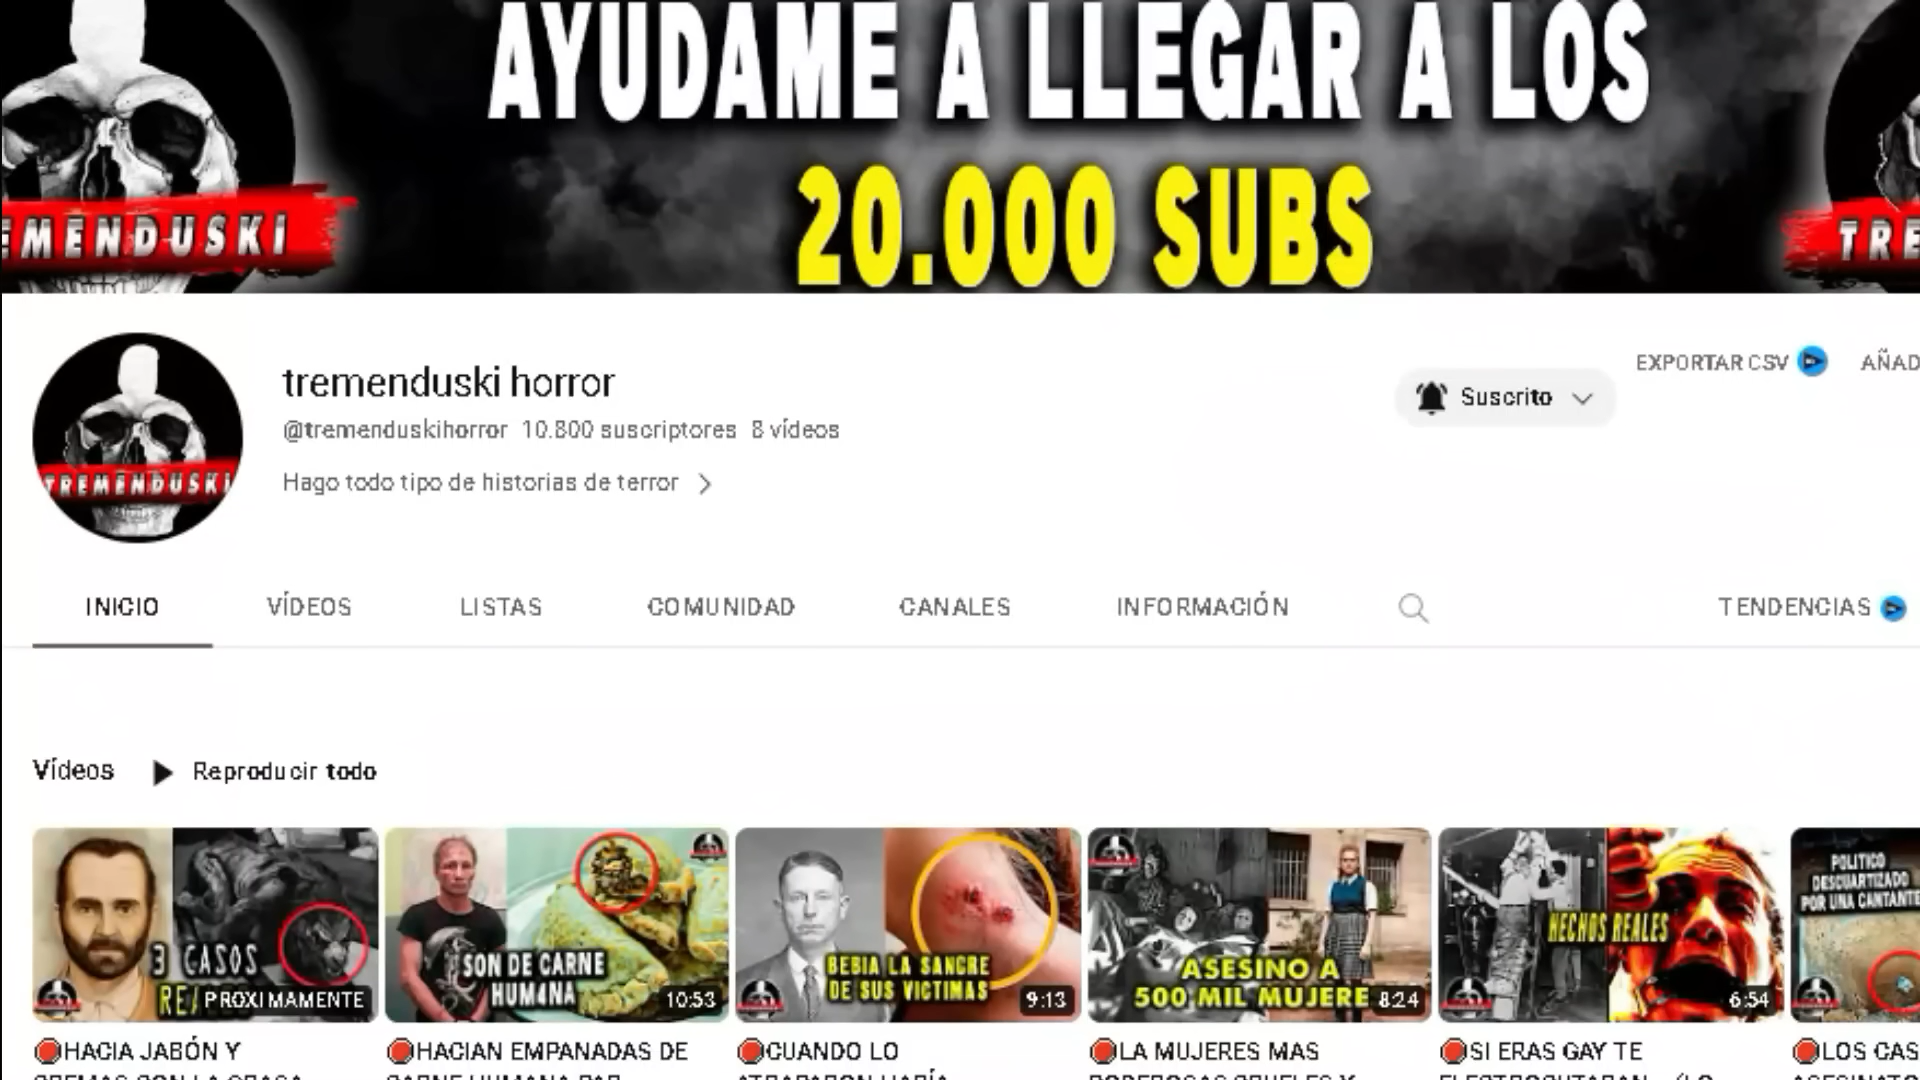 AYUDAME A LLEGAR A LOS
20.000 SUBS
EMENDUSKI
TRE
TREMENDUSKI
tremenduski horror
@tremenduskihorror 10.800 suscriptores 8 vídeos
Hago todo tipo de historias de terror
Suscrito
EXPORTAR CSV
AÑAD
INICIO VÍDEOS LISTAS COMUNIDAD CANALES INFORMACIÓN TENDENCIAS
Vídeos Reproducir todo
3 CASOS
REA
PROXIMAMENTE
SON DE CARNE
HUM4NA
10:53
BEBIA LA SANGRE
DE SUS VICTIMAS
9:13
ASESINO A
500 MIL MUJERE
8:24
HECHOS REALES
6:54
POLITICO
DESCUARTIZADO
POR UNA CANTANTE
HACIA JABÓN Y
HACIAN EMPANADAS DE
CUANDO LO
LA MUJERES MAS
SI ERAS GAY TE
LOS CAS